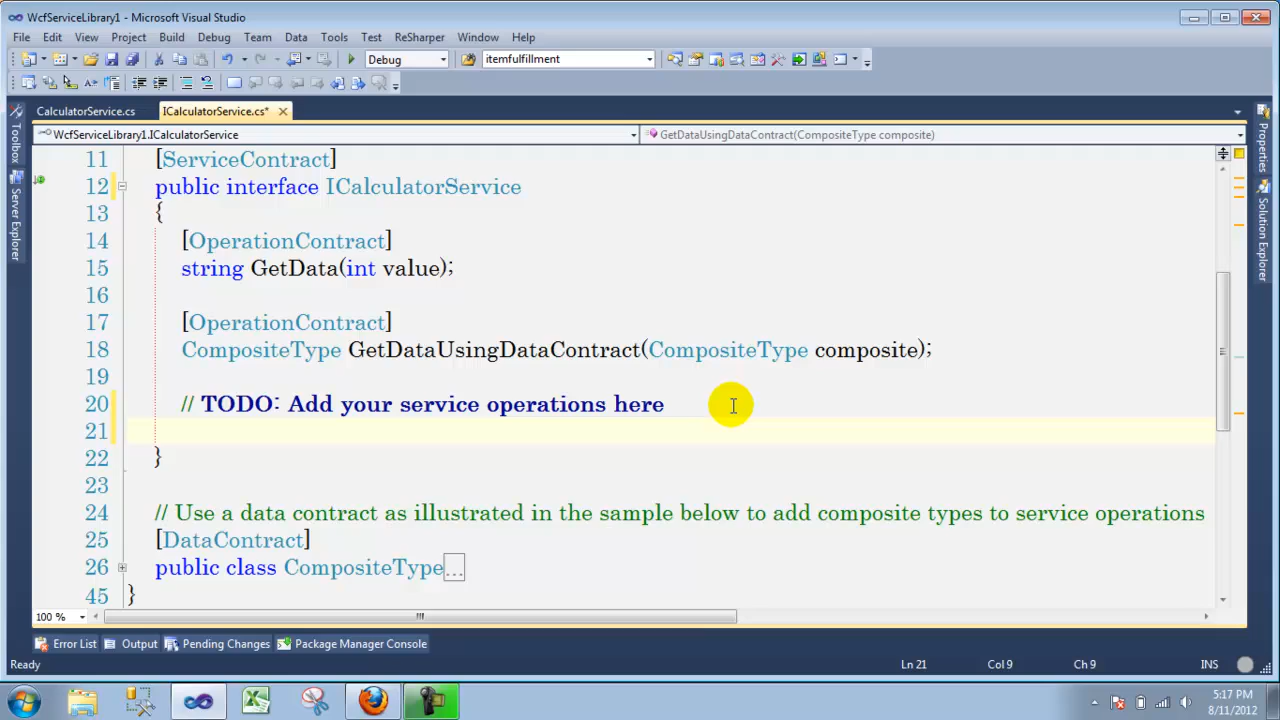 WcfServiceLibrary1 - Microsoft Visual Studio
File Edit View Project Build Debug Team Data Tools Test ReSharper Window Help
Debug itemfulfillment
CalculatorService.cs ICalculatorService.cs*
WcfServiceLibrary1.ICalculatorService GetDataUsingDataContract(CompositeType composite)
Toolbox
Server Explorer
11 [ServiceContract]
12 public interface ICalculatorService
13 {
14 [OperationContract]
15 string GetData(int value);
16
17 [OperationContract]
18 CompositeType GetDataUsingDataContract(CompositeType composite);
19
20 // TODO: Add your service operations here
21
22 }
23
24 // Use a data contract as illustrated in the sample below to add composite types to service operations
25 [DataContract]
26 public class CompositeType...
45 }
Properties
Solution Explorer
100 %
Error List Output Pending Changes Package Manager Console
Ready Ln 21 Col 9 Ch 9 INS
5:17 PM
8/11/2012